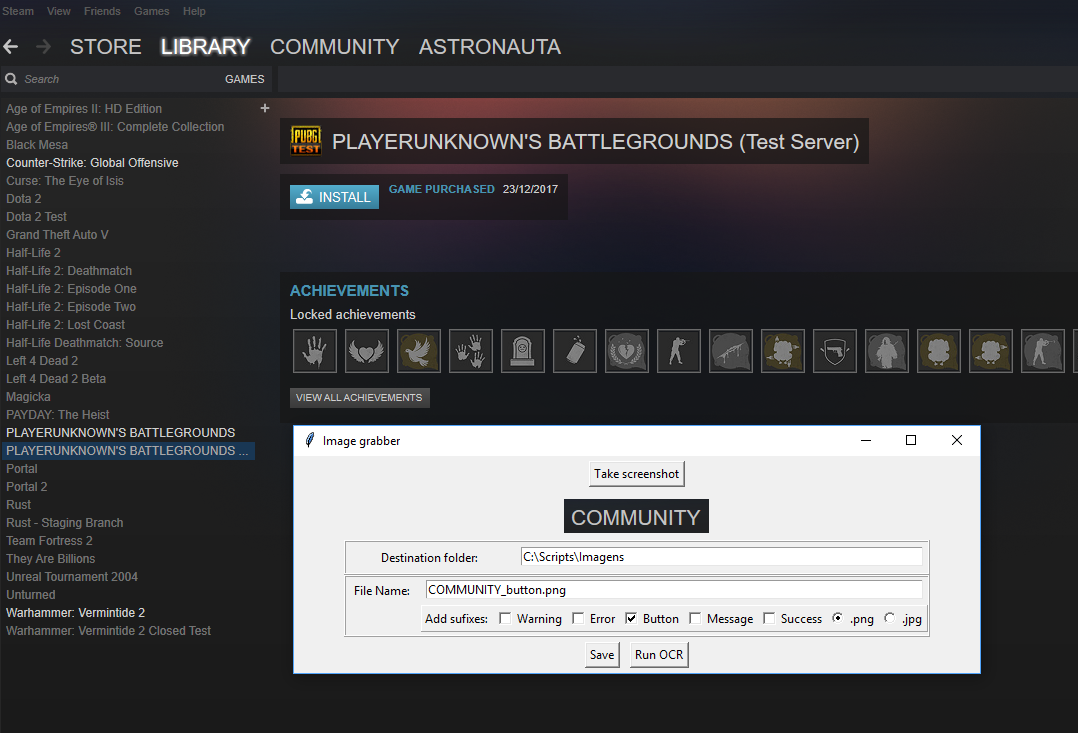 Steam View Friends Games Help
STORE LIBRARY COMMUNITY ASTRONAUTA
Search GAMES
Age of Empires II: HD Edition +
Age of Empires® III: Complete Collection
Black Mesa
Counter-Strike: Global Offensive
Curse: The Eye of Isis
Dota 2
Dota 2 Test
Grand Theft Auto V
Half-Life 2
Half-Life 2: Deathmatch
Half-Life 2: Episode One
Half-Life 2: Episode Two
Half-Life 2: Lost Coast
Half-Life Deathmatch: Source
Left 4 Dead 2
Left 4 Dead 2 Beta
Magicka
PAYDAY: The Heist
PLAYERUNKNOWN'S BATTLEGROUNDS
PLAYERUNKNOWN'S BATTLEGROUNDS ...
Portal
Portal 2
Rust
Rust - Staging Branch
Team Fortress 2
They Are Billions
Unreal Tournament 2004
Unturned
Warhammer: Vermintide 2
Warhammer: Vermintide 2 Closed Test
PUBG
TEST
PLAYERUNKNOWN'S BATTLEGROUNDS (Test Server)
INSTALL GAME PURCHASED 23/12/2017
ACHIEVEMENTS
Locked achievements
VIEW ALL ACHIEVEMENTS
Image grabber
Take screenshot
COMMUNITY
Destination folder: C:\Scripts\Imagens
File Name: COMMUNITY_button.png
Add sufixes: Warning Error Button Message Success .png .jpg
Save Run OCR